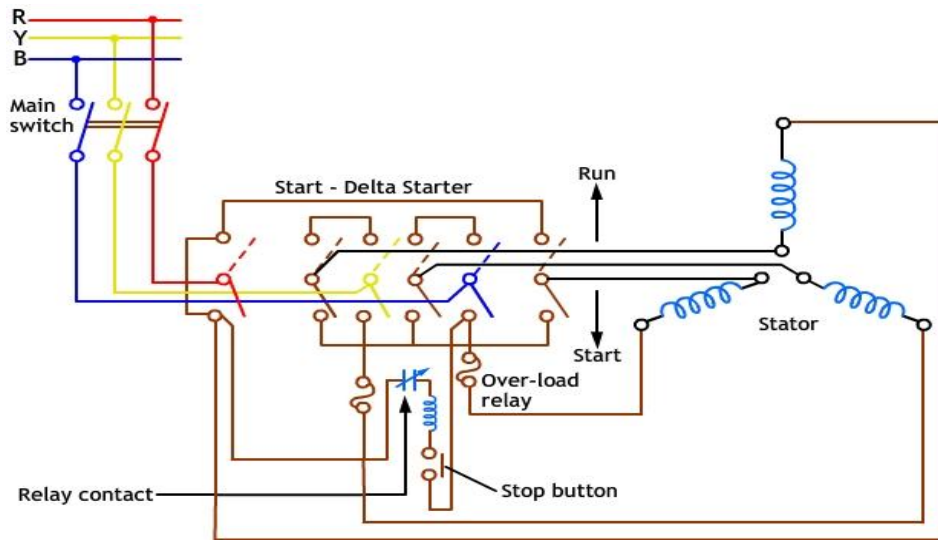 R
Y
B
Main
switch
Start - Delta Starter
Run
Start
Stator
Over-load
relay
Relay contact
Stop button